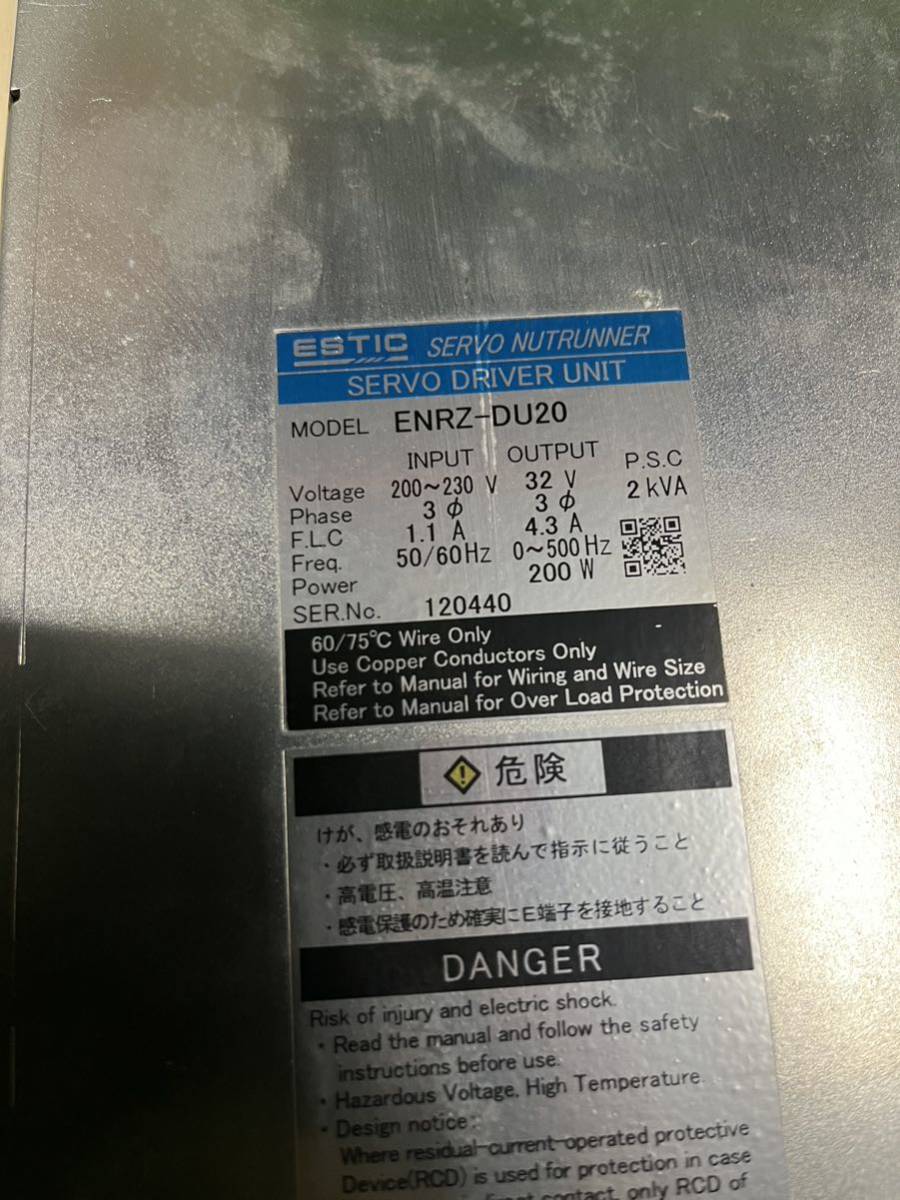 ESTIC SERVO NUTRUNNER
SERVO DRIVER UNIT
MODEL ENRZ-DU20
INPUT OUTPUT P.S.C
Voltage 200～230 V 32 V 2 kVA
Phase 3 φ 3 φ
F.L.C 1.1 A 4.3 A
Freq. 50/60Hz 0～500 Hz
Power 200 W
SER.No. 120440
60/75℃ Wire Only
Use Copper Conductors Only
Refer to Manual for Wiring and Wire Size
Refer to Manual for Over Load Protection
危険
けが、感電のおそれあり
・必ず取扱説明書を読んで指示に従うこと
・高電圧、高温注意
・感電保護のため確実にE端子を接地すること
DANGER
Risk of injury and electric shock.
・Read the manual and follow the safety
instructions before use.
・Hazardous Voltage, High Temperature.
・Design notice:
Where residual-current-operated protective
Device(RCD) is used for protection in case
contact, only RCD of